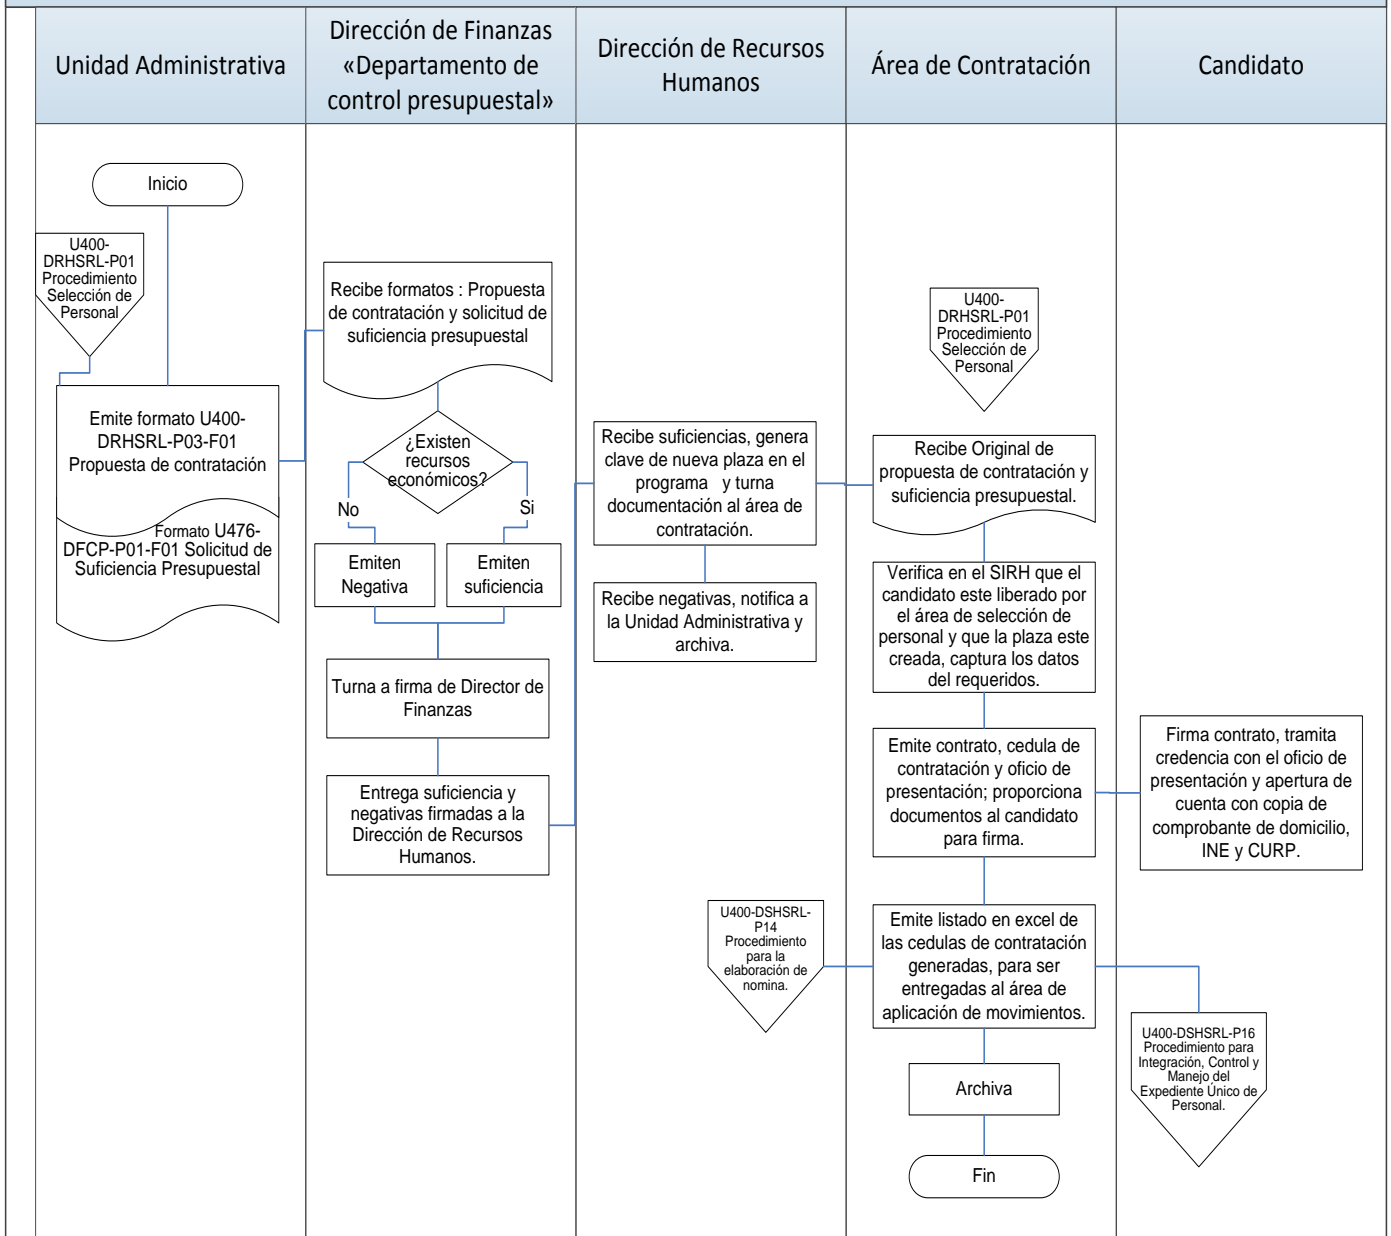 Unidad Administrativa
Dirección de Finanzas
«Departamento de
control presupuestal»
Dirección de Recursos
Humanos
Área de Contratación
Candidato
Inicio
U400-
DRHSRL-P01
Procedimiento
Selección de
Personal
Emite formato U400-
DRHSRL-P03-F01
Propuesta de contratación
Formato U476-
DFCP-P01-F01 Solicitud de
Suficiencia Presupuestal
Recibe formatos : Propuesta
de contratación y solicitud de
suficiencia presupuestal
¿Existen
recursos
económicos?
No
Si
Emiten
Negativa
Emiten
suficiencia
Turna a firma de Director de
Finanzas
Entrega suficiencia y
negativas firmadas a la
Dirección de Recursos
Humanos.
Recibe suficiencias, genera
clave de nueva plaza en el
programa y turna
documentación al área de
contratación.
Recibe negativas, notifica a
la Unidad Administrativa y
archiva.
U400-
DRHSRL-P01
Procedimiento
Selección de
Personal
Recibe Original de
propuesta de contratación y
suficiencia presupuestal.
Verifica en el SIRH que el
candidato este liberado por
el área de selección de
personal y que la plaza este
creada, captura los datos
del requeridos.
Emite contrato, cedula de
contratación y oficio de
presentación; proporciona
documentos al candidato
para firma.
Firma contrato, tramita
credencia con el oficio de
presentación y apertura de
cuenta con copia de
comprobante de domicilio,
INE y CURP.
U400-DSHSRL-
P14
Procedimiento
para la
elaboración de
nomina.
Emite listado en excel de
las cedulas de contratación
generadas, para ser
entregadas al área de
aplicación de movimientos.
U400-DSHSRL-P16
Procedimiento para
Integración, Control y
Manejo del
Expediente Único de
Personal.
Archiva
Fin